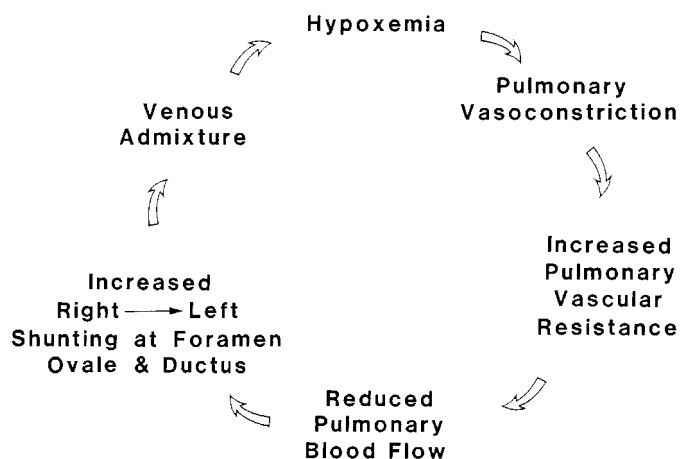 Hypoxemia
Pulmonary
Vasoconstriction
Increased
Pulmonary
Vascular
Resistance
Reduced
Pulmonary
Blood Flow
Increased
Right → Left
Shunting at Foramen
Ovale & Ductus
Venous
Admixture